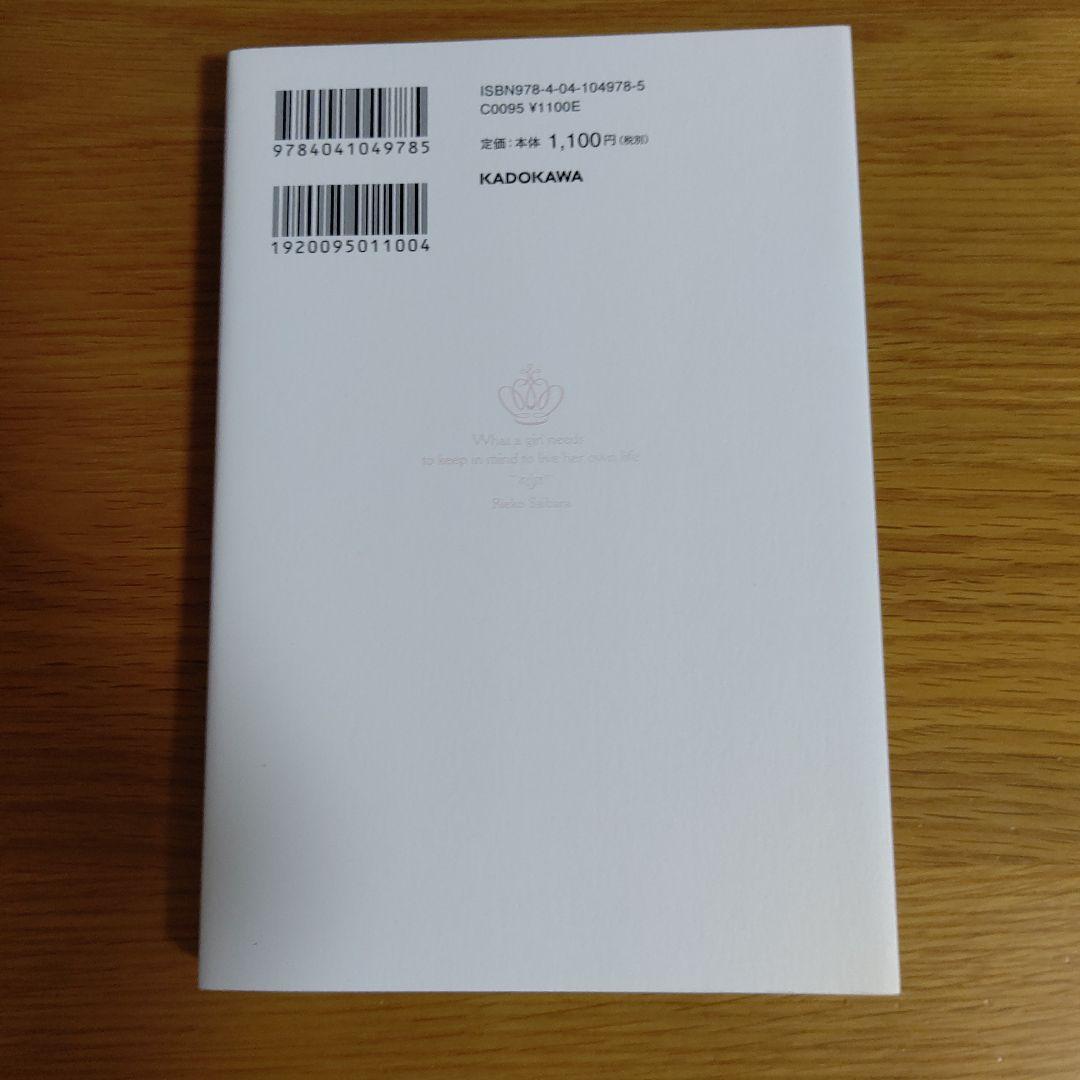 9784041049785
1920095011004
ISBN978-4-04-104978-5
C0095 ¥1100E
定価:本体 1,100円(税別)
KADOKAWA
What a girl needs
to keep in mind to live her own life
Rieko Saibara